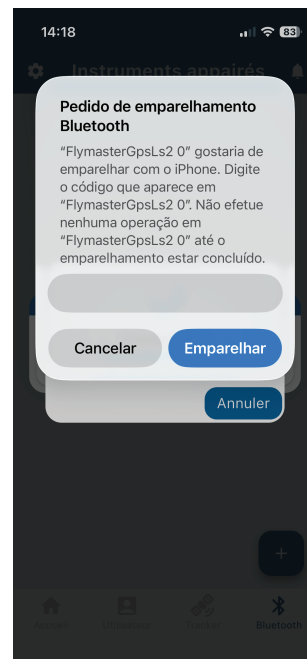 14:18
83
Instruments appairés
Pedido de emparelhamento
Bluetooth
“FlymasterGpsLs2 0” gostaria de
emparelhar com o iPhone. Digite
o código que aparece em
“FlymasterGpsLs2 0”. Não efetue
nenhuma operação em
“FlymasterGpsLs2 0” até o
emparelhamento estar concluído.
Cancelar
Emparelhar
Annuler
+
Accueil
Utilisateur
Traces
Bluetooth